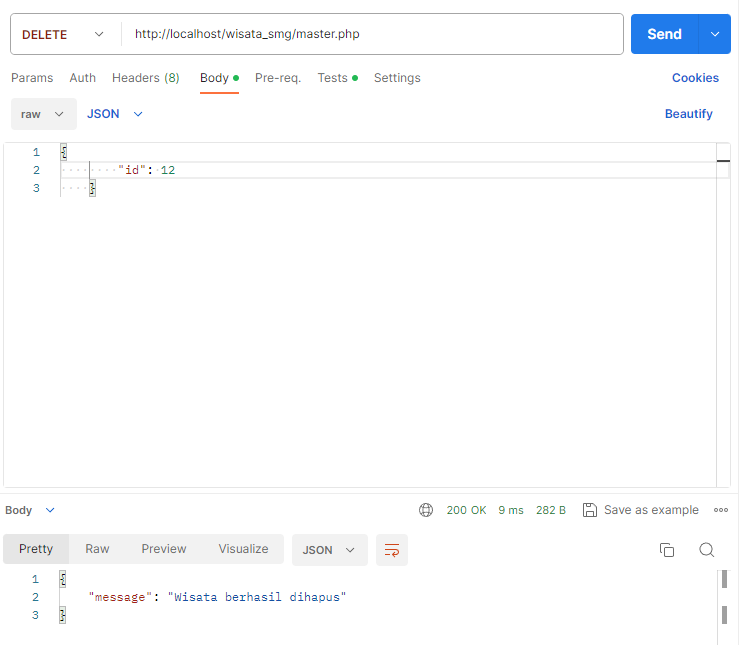 DELETE http://localhost/wisata_smg/master.php Send
Params Auth Headers (8) Body Pre-req. Tests Settings Cookies
raw JSON Beautify
1 {
2 "id": 12
3 }
Body 200 OK 9 ms 282 B Save as example
Pretty Raw Preview Visualize JSON
1 {
2 "message": "Wisata berhasil dihapus"
3 }